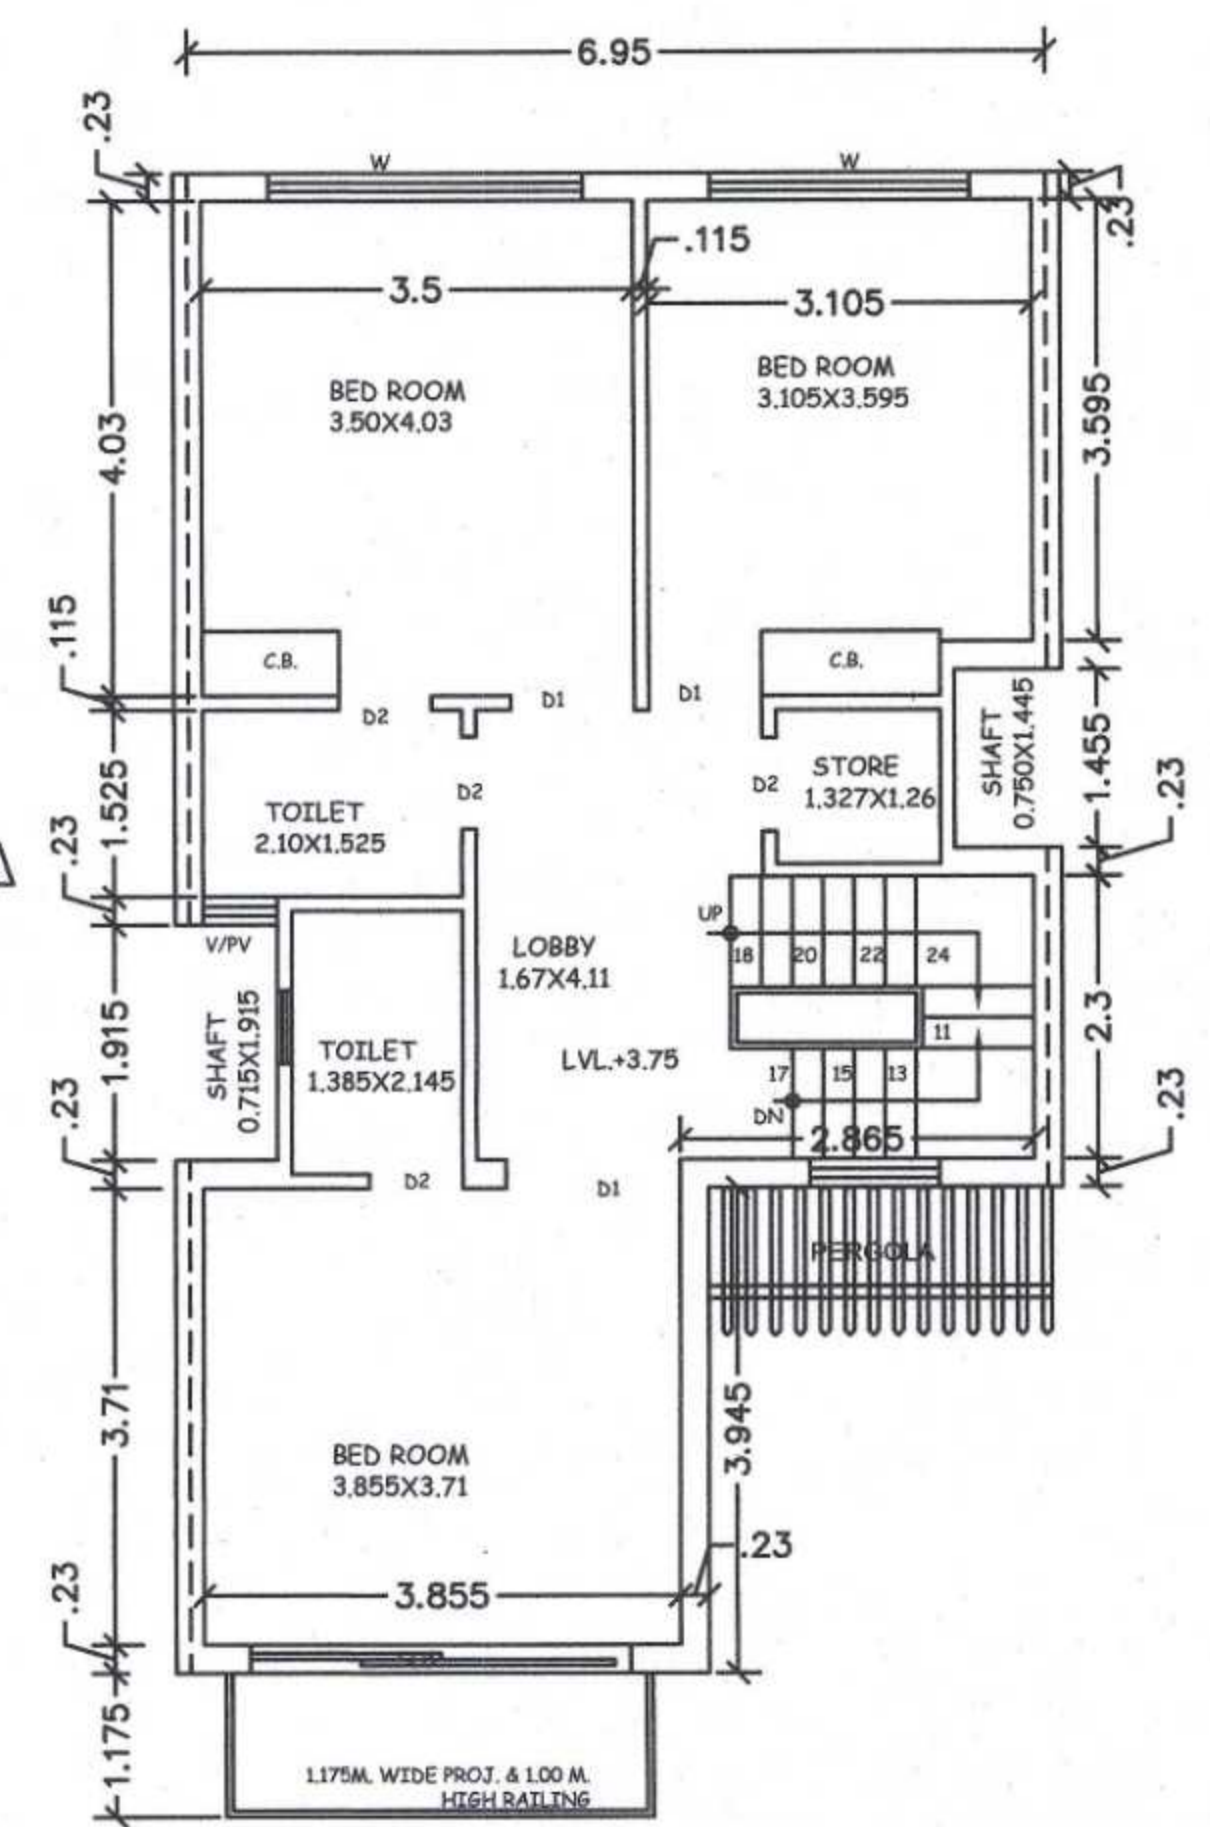 6.95
.23
W
W
.23
.115
3.5
3.105
BED ROOM
3.50X4.03
BED ROOM
3.105X3.595
4.03
3.595
.115
C.B.
C.B.
D2
D1
D1
SHAFT
0.750X1.445
1.455
.23
1.525
TOILET
2.10X1.525
D2
D2
STORE
1.327X1.26
.23
V/PV
UP
18
20
22
24
LOBBY
1.67X4.11
1.915
SHAFT
0.715X1.915
TOILET
1.385X2.145
LVL.+3.75
11
2.3
17
15
13
DN
.23
.23
2.865
D2
D1
PERGOLA
3.71
3.945
BED ROOM
3.855X3.71
.23
.23
3.855
1.175
1.175M. WIDE PROJ. & 1.00 M.
HIGH RAILING